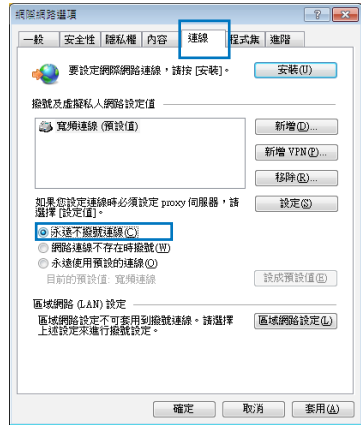 網際網路選項
一般 安全性 隱私權 內容 連線 程式集 進階
要設定網際網路連線，請按 [安裝]。 安裝(U)
撥號及虛擬私人網路設定值
寬頻連線 (預設值) 新增(D)...
新增 VPN(P)...
移除(R)...
如果您設定連線時必須設定 proxy 伺服器，請 設定(S)
選擇 [設定值]。
永遠不撥號連線(C)
網路連線不存在時撥號(W)
永遠使用預設的連線(O)
目前的預設值: 寬頻連線 設成預設值(E)
區域網路 (LAN) 設定
區域網路設定不可套用到撥號連線。請選擇 區域網路設定(L)
上述設定來進行撥號設定。
確定 取消 套用(A)